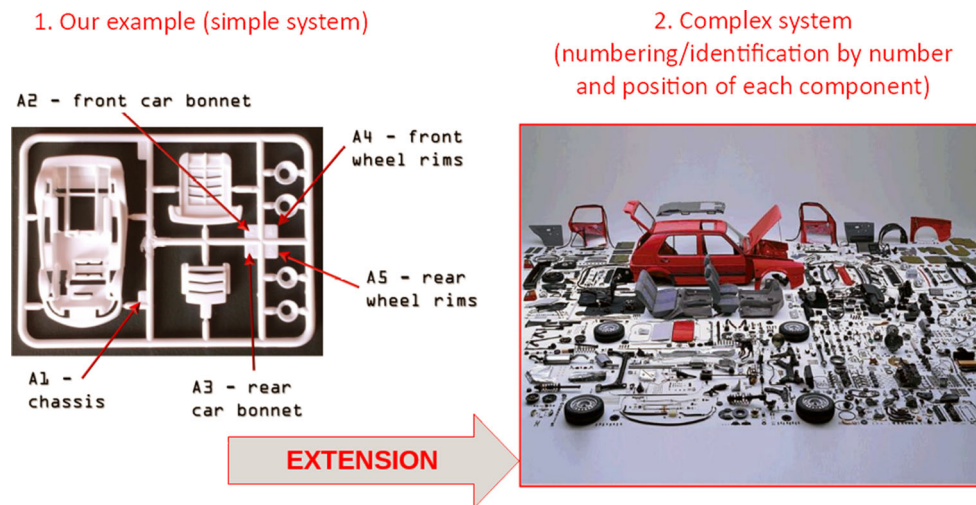 1. Our example (simple system)
2. Complex system
(numbering/identification by number
and position of each component)
A2 - front car bonnet
A4 - front
wheel rims
A5 - rear
wheel rims
A1 -
chassis
A3 - rear
car bonnet
EXTENSION